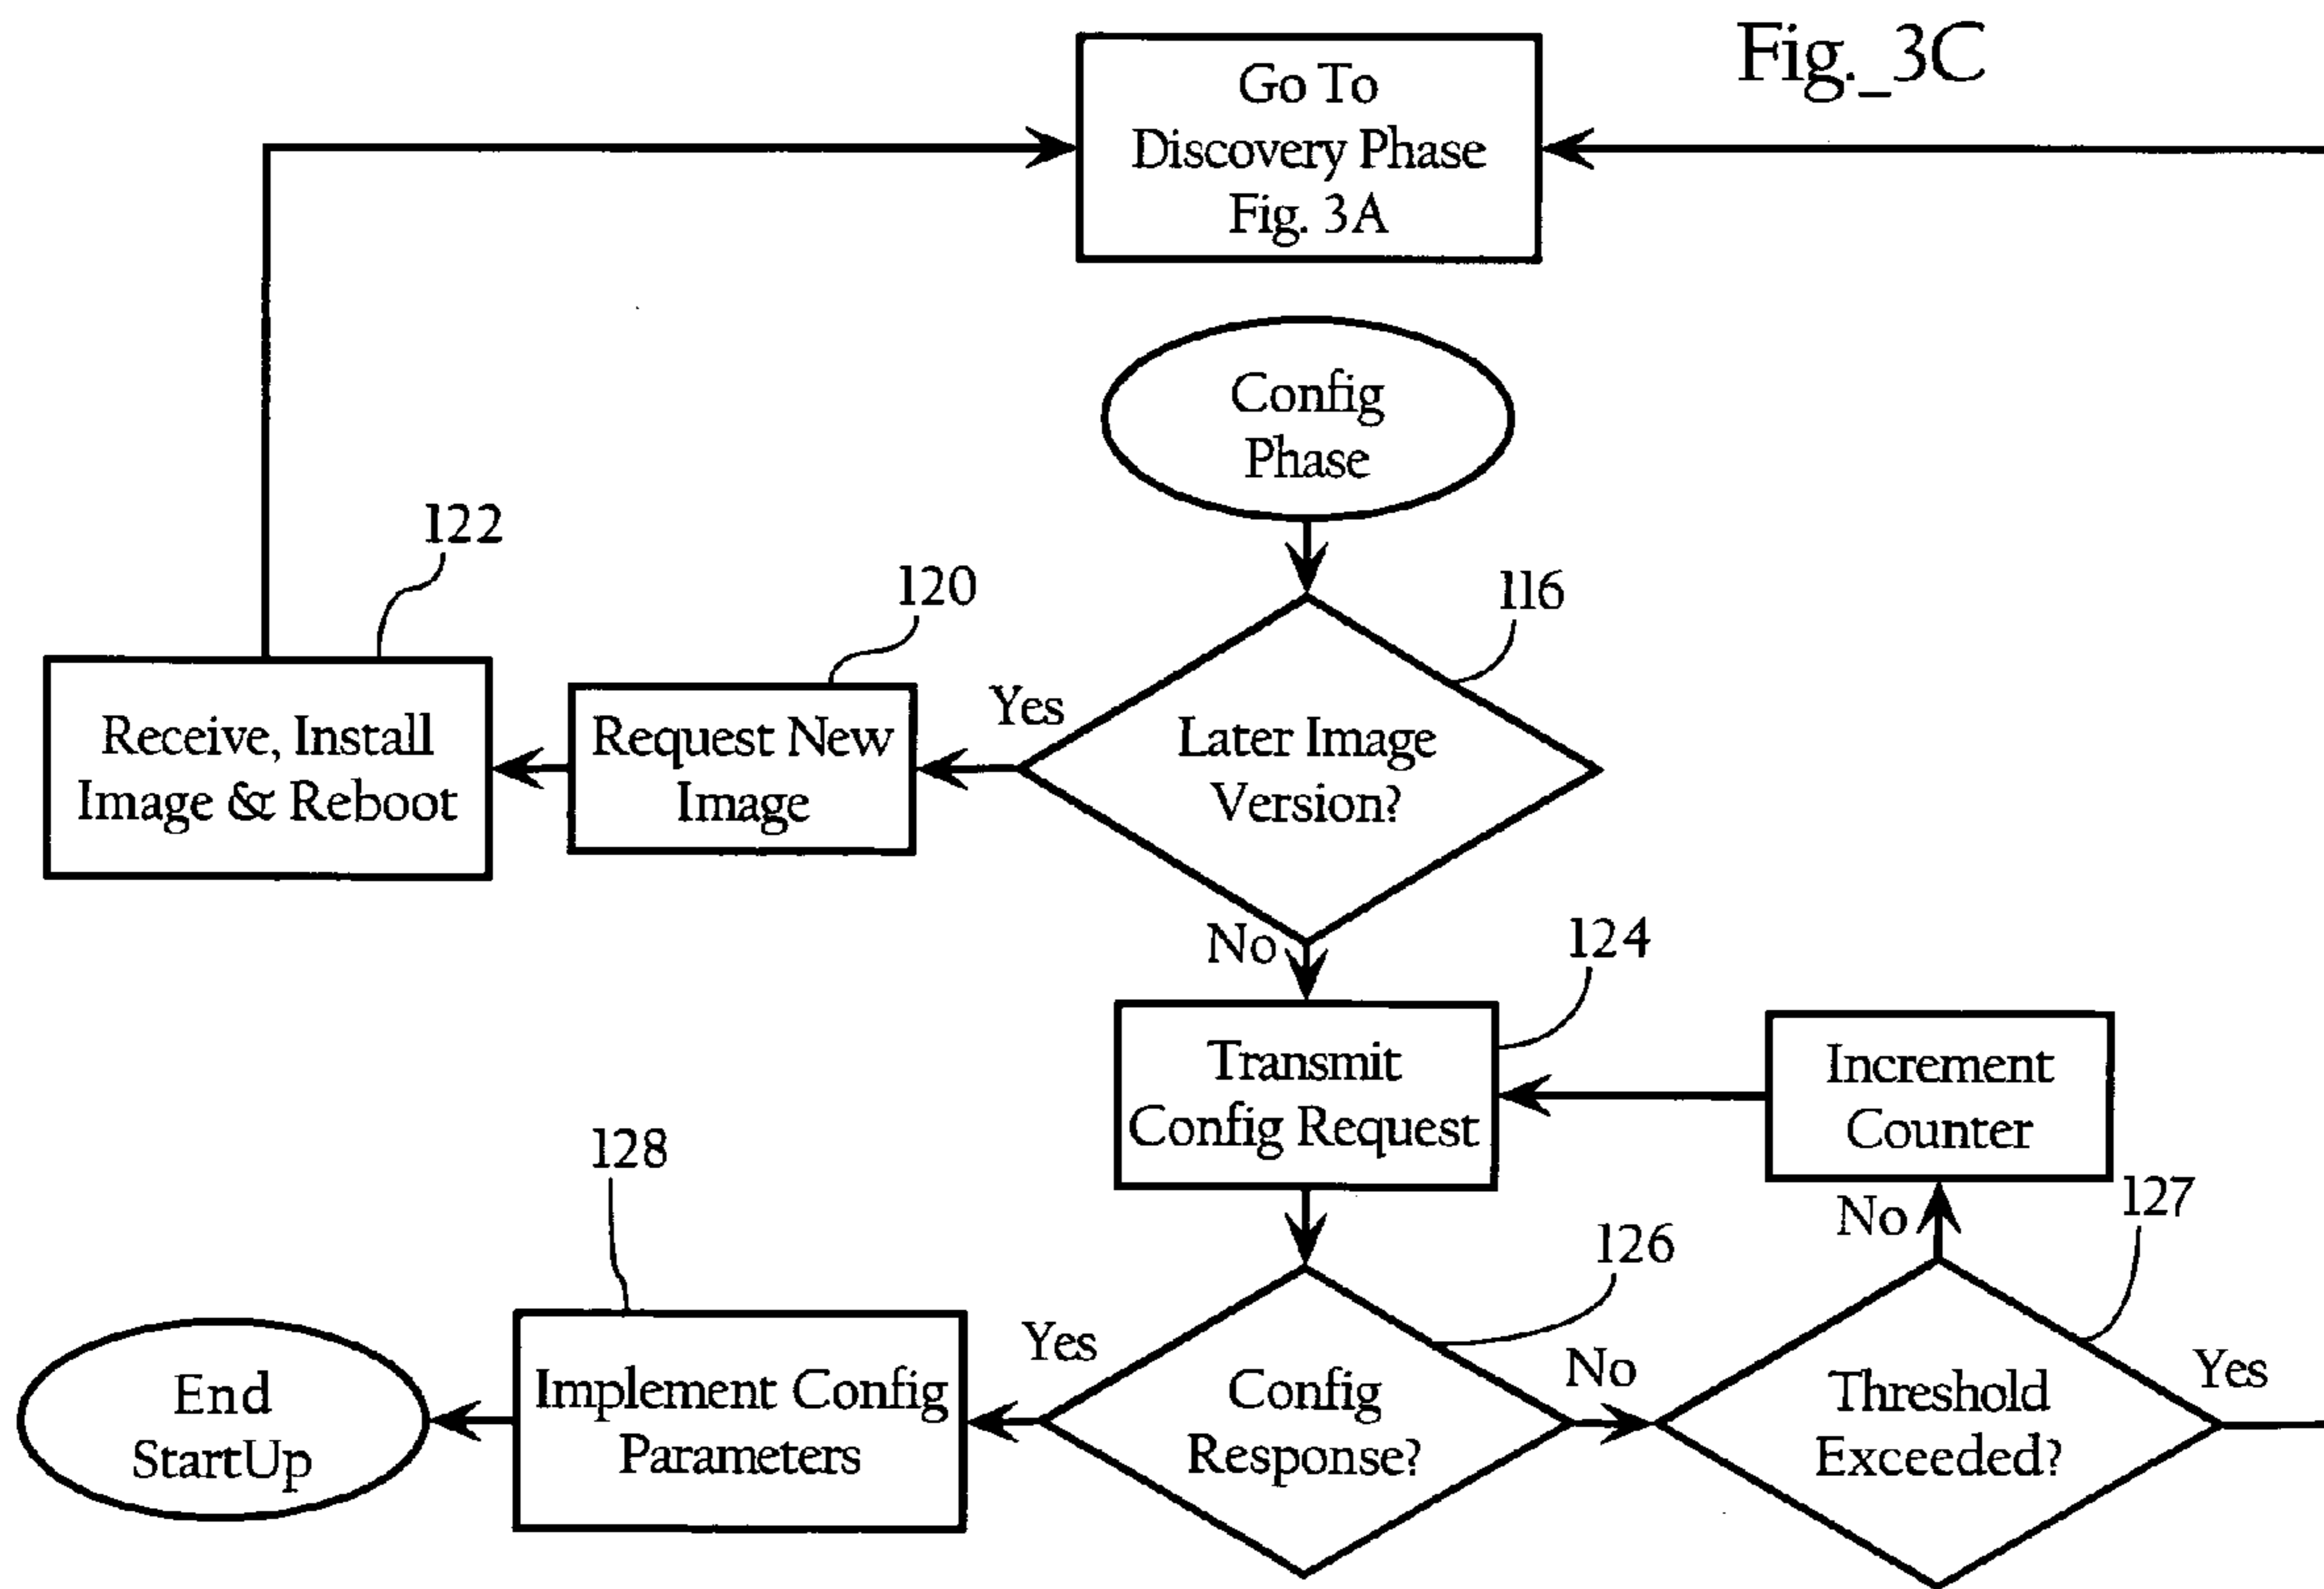 Fig._3C
Go To
Discovery Phase
Fig. 3A
Config
Phase
122
120
116
Receive, Install
Image & Reboot
Request New
Image
Yes
Later Image
Version?
No
124
Transmit
Config Request
Increment
Counter
128
126
No
127
End
StartUp
Implement Config
Parameters
Yes
Config
Response?
No
Threshold
Exceeded?
Yes